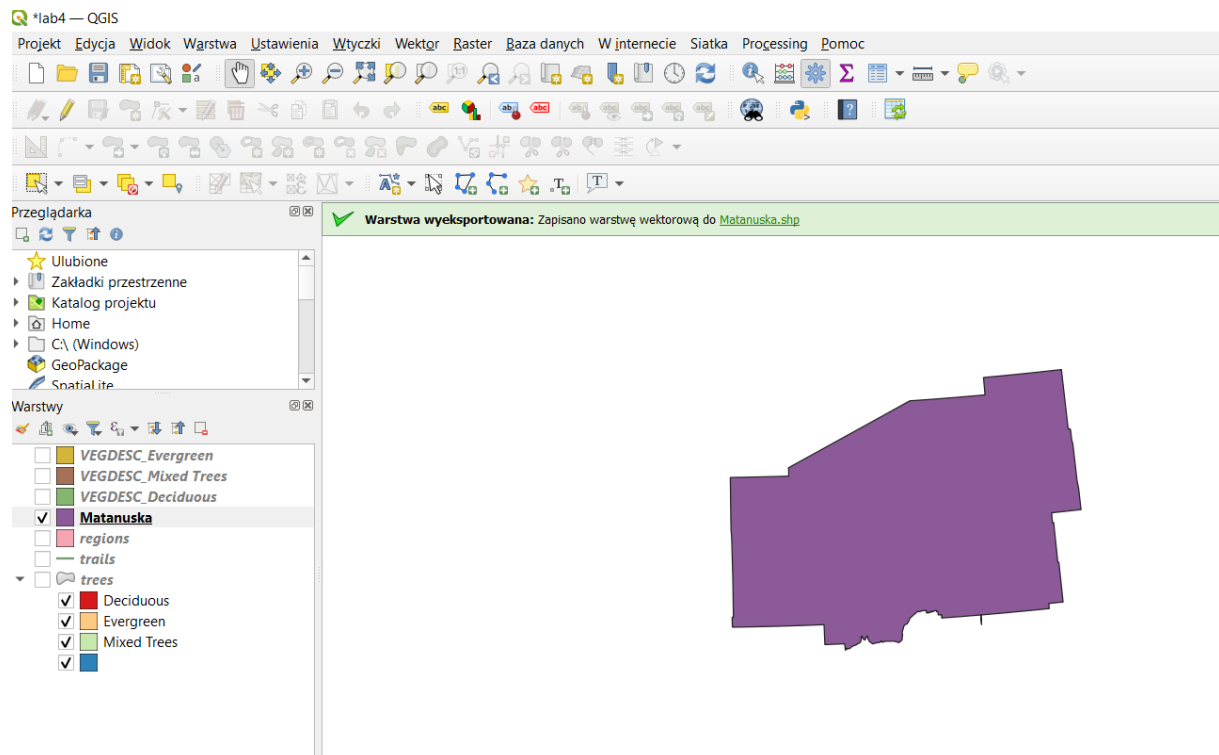 *lab4 — QGIS
Projekt Edycja Widok Warstwa Ustawienia Wtyczki Wektor Raster Baza danych W internecie Siatka Processing Pomoc
Przeglądarka
Warstwa wyeksportowana: Zapisano warstwę wektorową do Matanuska.shp
Ulubione
Zakładki przestrzenne
Katalog projektu
Home
C:\ (Windows)
GeoPackage
SpatiaLite
Warstwy
VEGDESC_Evergreen
VEGDESC_Mixed Trees
VEGDESC_Deciduous
Matanuska
regions
trails
trees
Deciduous
Evergreen
Mixed Trees